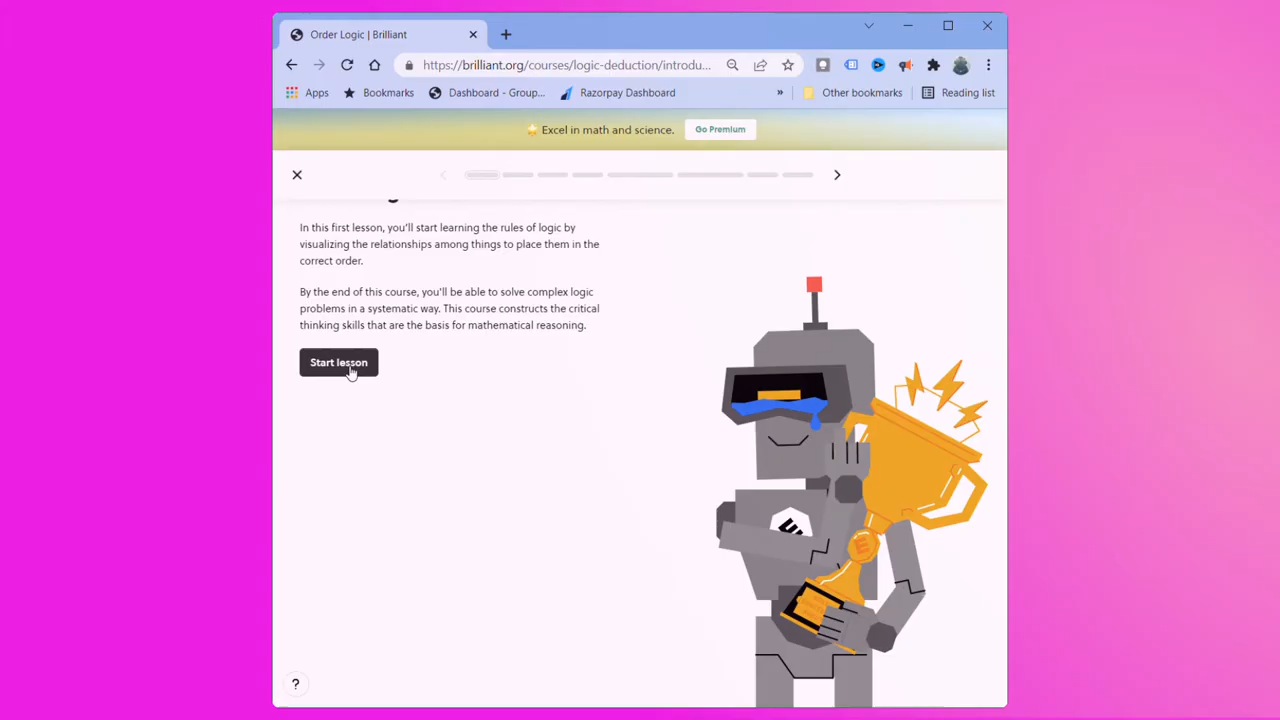 Order Logic | Brilliant
https://brilliant.org/courses/logic-deduction/introdu...
Apps
Bookmarks
Dashboard - Group...
Razorpay Dashboard
»
Other bookmarks
Reading list
Excel in math and science.
Go Premium
In this first lesson, you'll start learning the rules of logic by
visualizing the relationships among things to place them in the
correct order.
By the end of this course, you'll be able to solve complex logic
problems in a systematic way. This course constructs the critical
thinking skills that are the basis for mathematical reasoning.
Start lesson
?